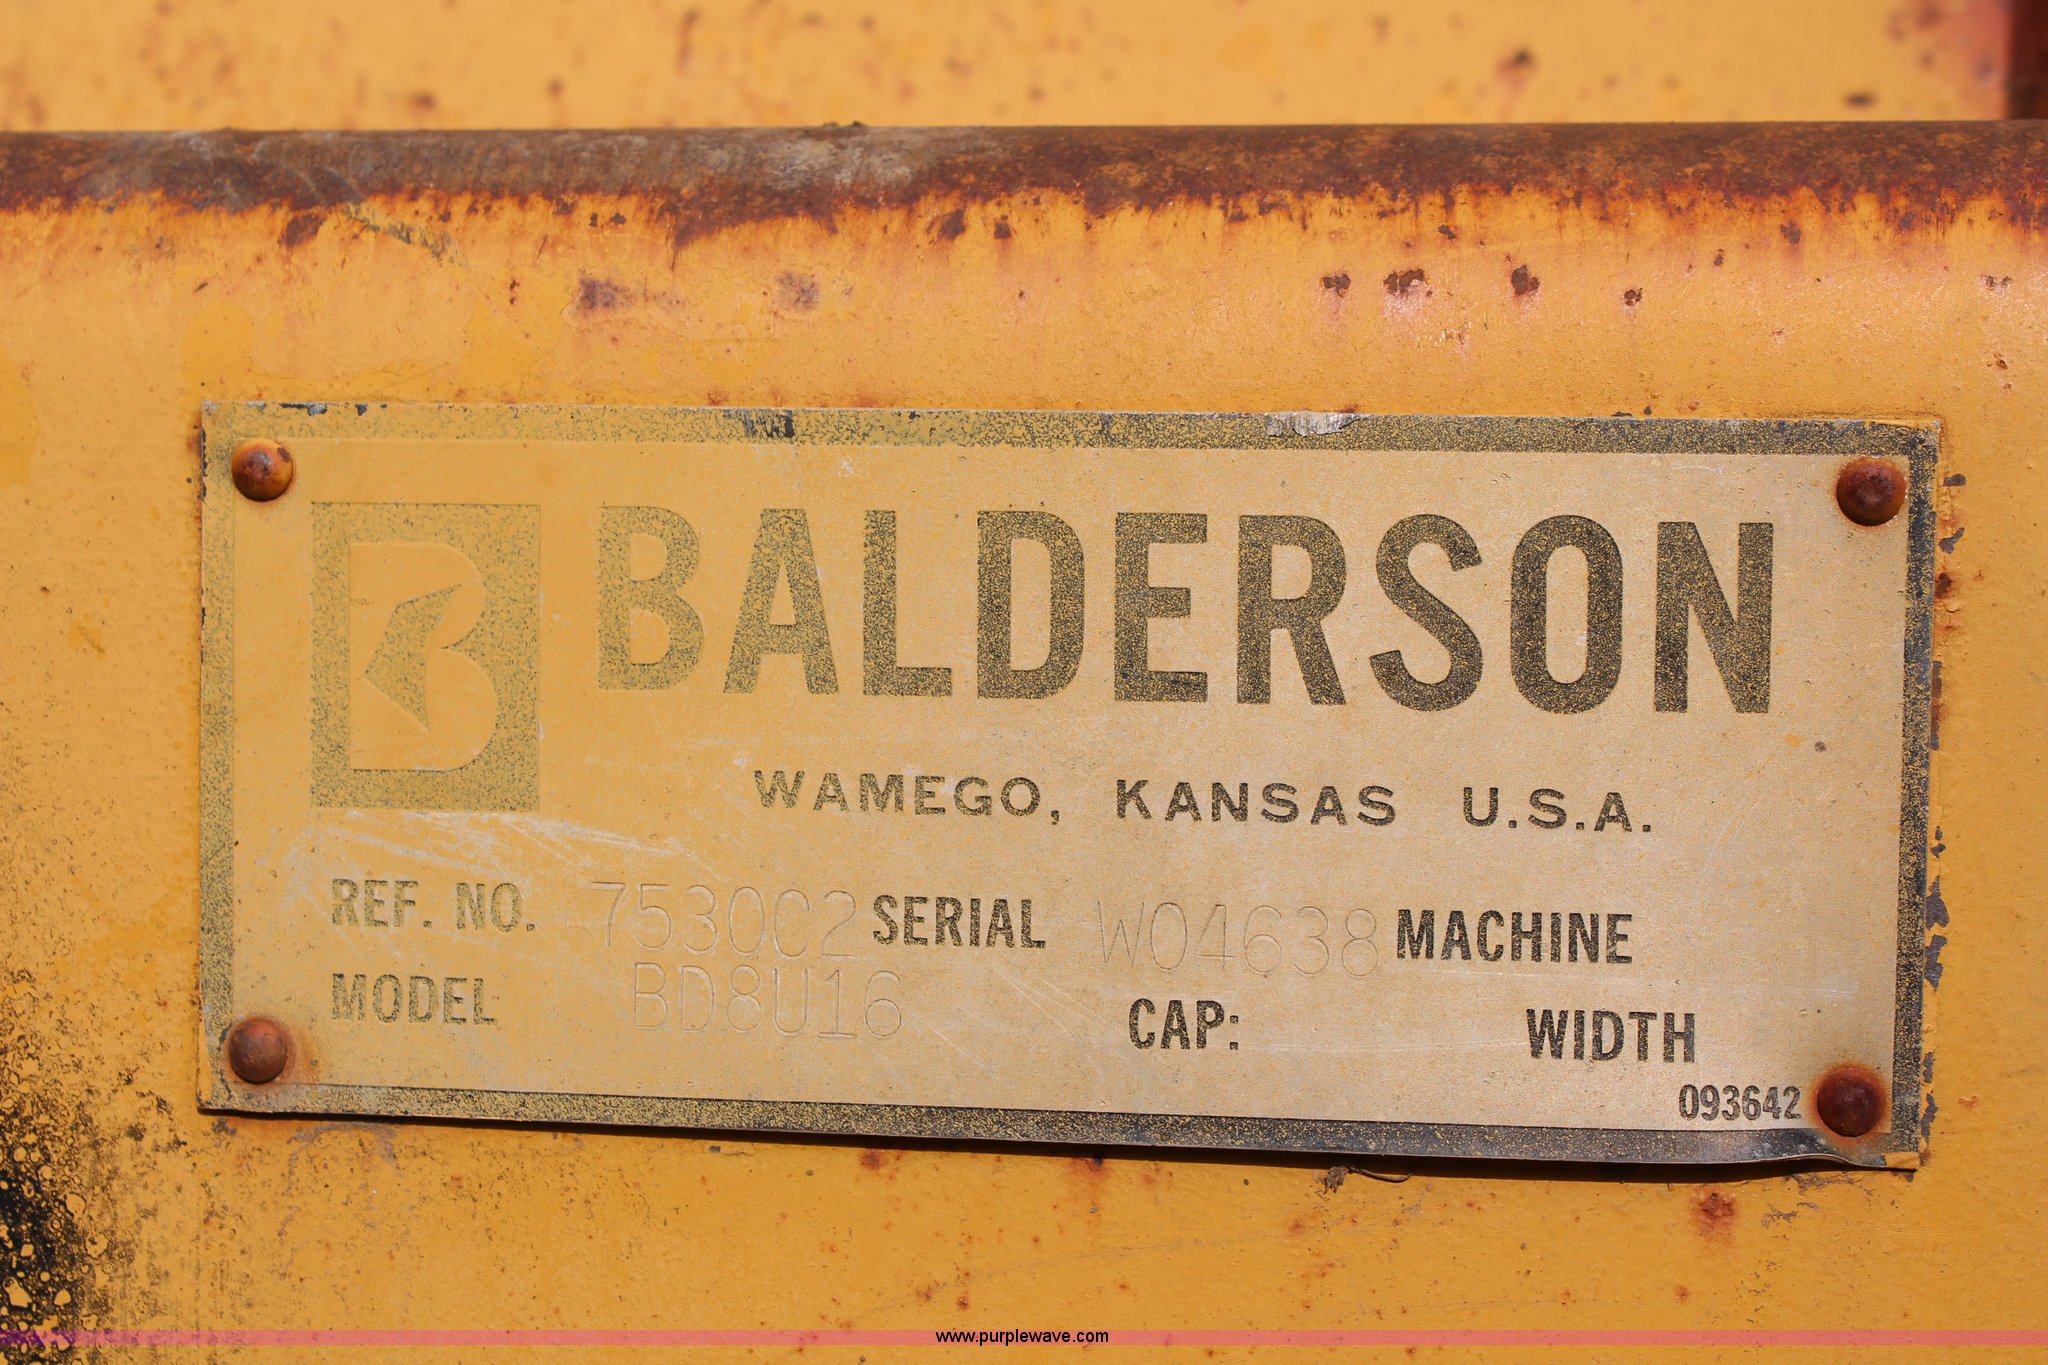 B BALDERSON
WAMEGO, KANSAS U.S.A.
REF. NO. 7530C2 SERIAL W04638 MACHINE
MODEL BD8U16 CAP: WIDTH
093642
www.purplewave.com